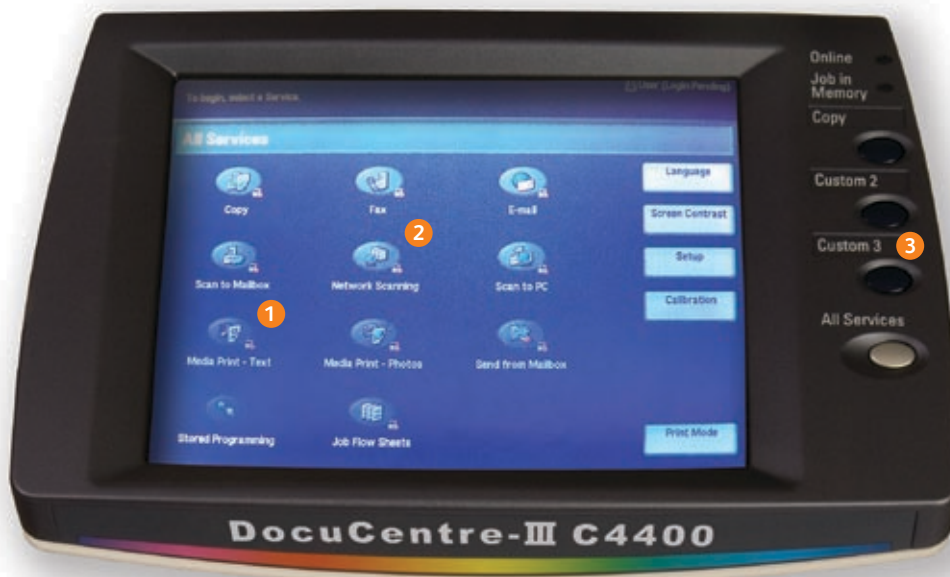 To begin, select a Service.
User (Login Pending)
All Services
Copy
Fax
E-mail
Scan to Mailbox
Network Scanning
Scan to PC
Media Print - Text
Media Print - Photos
Send from Mailbox
Stored Programming
Job Flow Sheets
Language
Screen Contrast
Setup
Calibration
Print Mode
1
2
3
Online
Job in
Memory
Copy
Custom 2
Custom 3
All Services
DocuCentre-III C4400